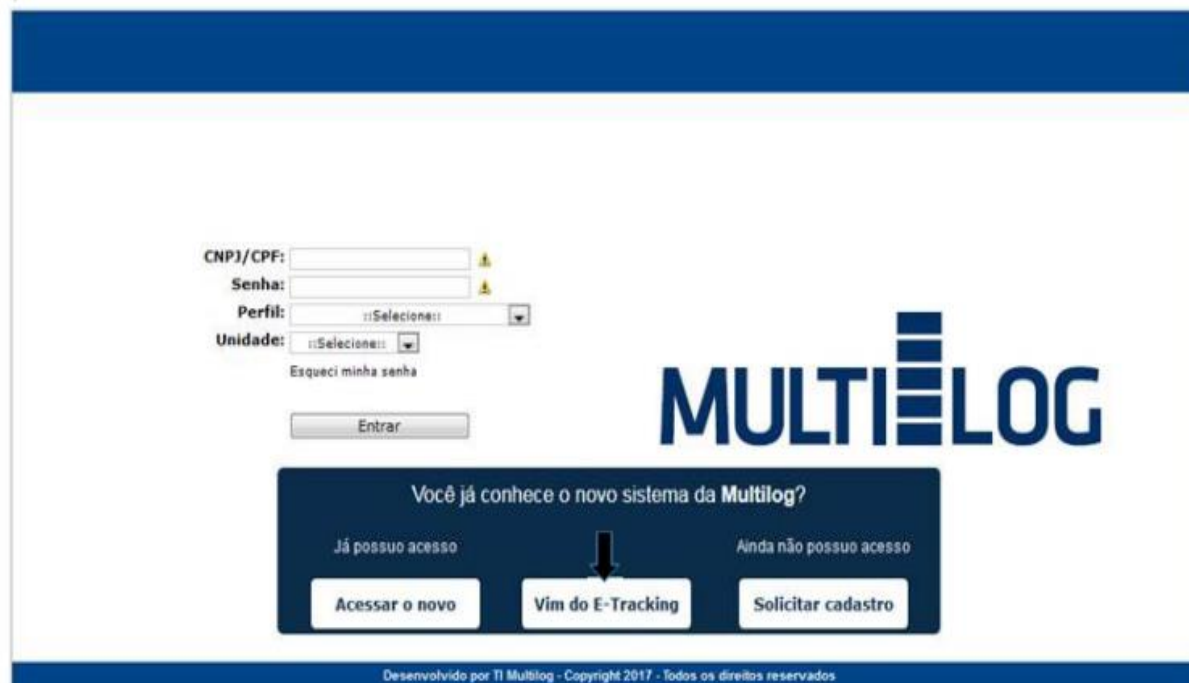 CNPJ/CPF:
Senha:
Perfil: ::Selecione::
Unidade: ::Selecione::
Esqueci minha senha
Entrar
MULTILOG
Você já conhece o novo sistema da Multilog?
Já possuo acesso
Ainda não possuo acesso
Acessar o novo
Vim do E-Tracking
Solicitar cadastro
Desenvolvido por TI Multilog - Copyright 2017 - Todos os direitos reservados